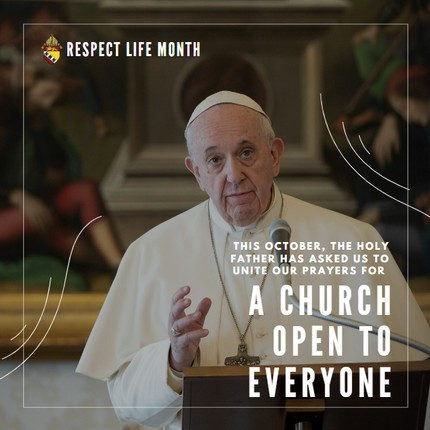 RESPECT LIFE MONTH
THIS OCTOBER, THE HOLY
FATHER HAS ASKED US TO
UNITE OUR PRAYERS FOR
A CHURCH
OPEN TO
EVERYONE